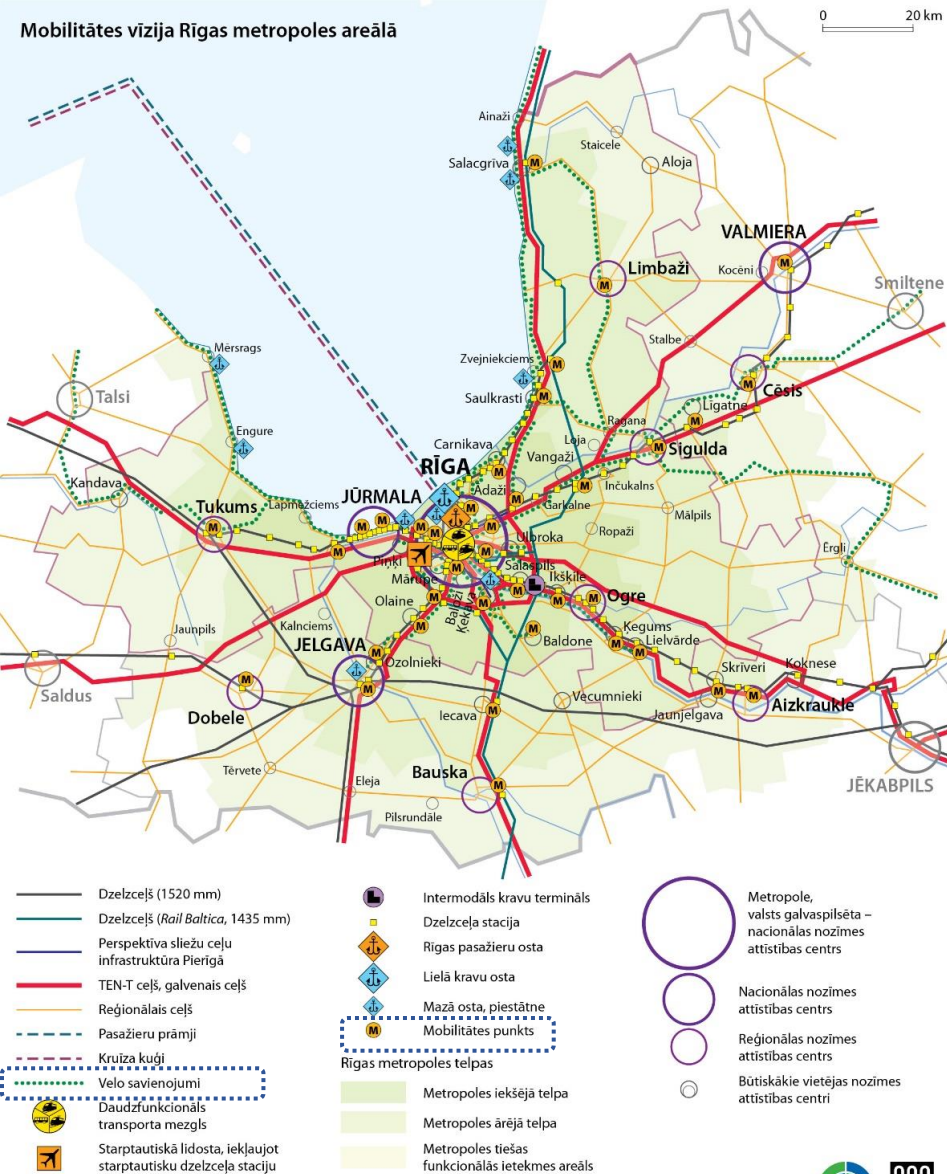 Mobilitātes vīzija Rīgas metropoles areālā
0 20 km
Ainaži
Staicele
Salacgrīva
Aloja
VALMIERA
Kocēni
Limbaži
Smiltene
Stalbe
Mērsrags
Zvejniekciems
Cēsis
Talsi
Saulkrasti
Līgatne
Engure
Ragana
Carnikava
Loja
Sigulda
Vangaži
RĪGA
Kandava
Inčukalns
Tukums
Lapmežciems
JŪRMALA
Ādaži
Garkalne
Mālpils
Ropaži
Ulbroka
Ērgļi
Piņķi
Salaspils
Mārupe
Ikšķile
Olaine
Baloži
Ķekava
Ogre
Jaunpils
Kalnciems
Ķegums
Lielvārde
JELGAVA
Baldone
Ozolnieki
Skrīveri
Koknese
Saldus
Vecumnieki
Dobele
Iecava
Jaunjelgava
Aizkraukle
Tērvete
Eleja
Bauska
JĒKABPILS
Pilsrundāle
Dzelzceļš (1520 mm)
Dzelzceļš (Rail Baltica, 1435 mm)
Perspektīva sliežu ceļu
infrastruktūra Pierīgā
TEN-T ceļš, galvenais ceļš
Reģionālais ceļš
Pasažieru prāmji
Kruīza kuģi
Velo savienojumi
Daudzfunkcionāls
transporta mezgls
Starptautiskā lidosta, iekļaujot
starptautisku dzelzceļa staciju
Intermodāls kravu termināls
Dzelzceļa stacija
Rīgas pasažieru osta
Lielā kravu osta
Mazā osta, piestātne
M Mobilitātes punkts
Rīgas metropoles telpas
Metropoles iekšējā telpa
Metropoles ārējā telpa
Metropoles tiešas
funkcionālās ietekmes areāls
Metropole,
valsts galvaspilsēta –
nacionālas nozīmes
attīstības centrs
Nacionālas nozīmes
attīstības centrs
Reģionālas nozīmes
attīstības centrs
Būtiskākie vietējas nozīmes
attīstības centri